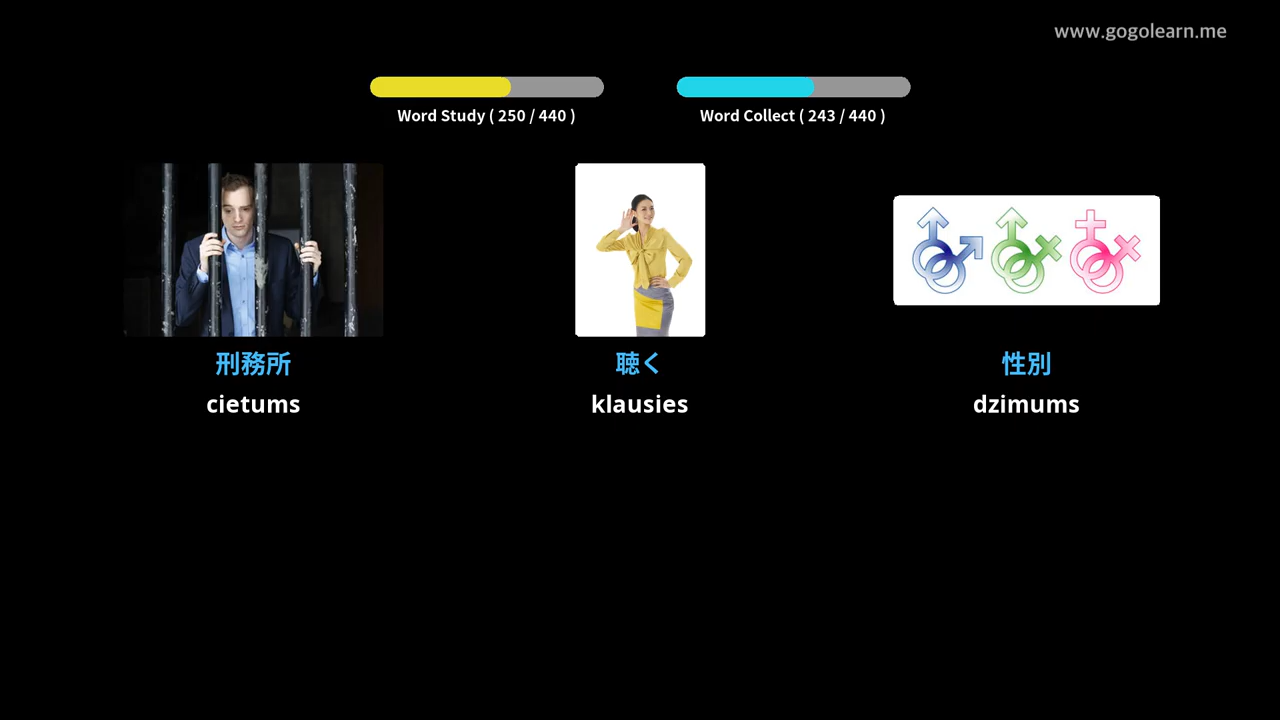 www.gogolearn.me
Word Study ( 250 / 440 )
Word Collect ( 243 / 440 )
刑務所
cietums
聴く
klausies
性別
dzimums